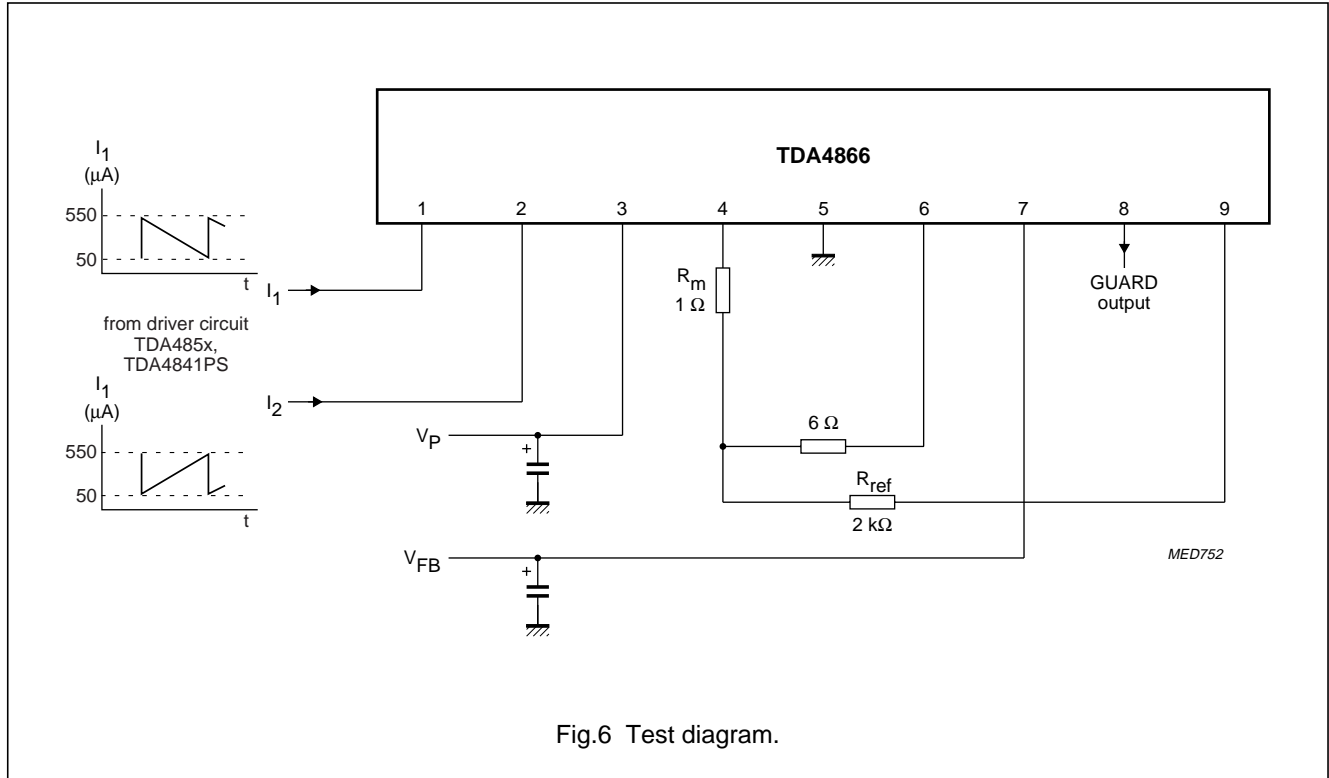 TDA4866
1 2 3 4 5 6 7 8 9
I1
(μA)
550
50
t
I1
from driver circuit
TDA485x,
TDA4841PS
I1
(μA)
550
50
t
I2
VP
+
VFB
+
Rm
1 Ω
6 Ω
Rref
2 kΩ
GUARD
output
MED752
Fig.6 Test diagram.